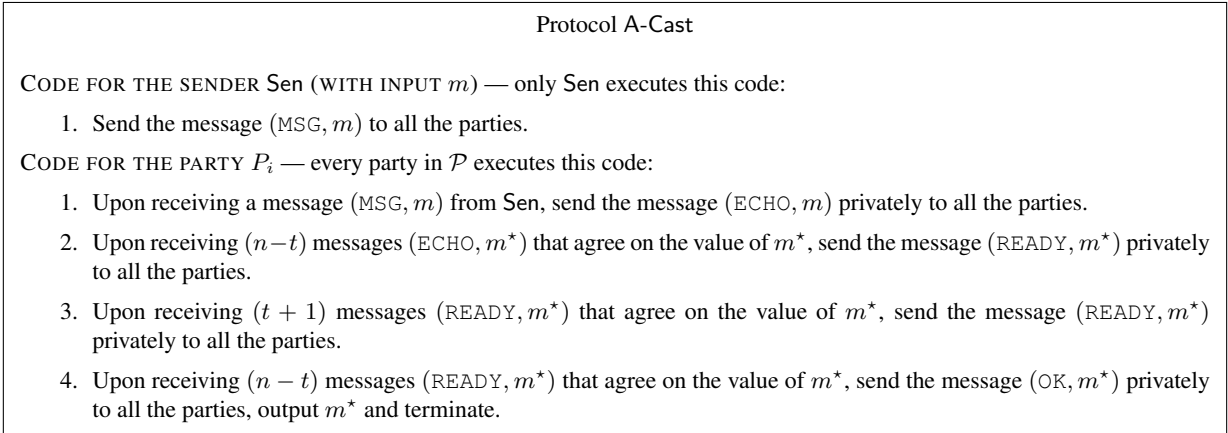 Protocol A-Cast
CODE FOR THE SENDER Sen (WITH INPUT m) — only Sen executes this code:
1. Send the message (MSG, m) to all the parties.
CODE FOR THE PARTY P_i — every party in 𝒫 executes this code:
1. Upon receiving a message (MSG, m) from Sen, send the message (ECHO, m) privately to all the parties.
2. Upon receiving (n−t) messages (ECHO, m⋆) that agree on the value of m⋆, send the message (READY, m⋆) privately
to all the parties.
3. Upon receiving (t + 1) messages (READY, m⋆) that agree on the value of m⋆, send the message (READY, m⋆)
privately to all the parties.
4. Upon receiving (n − t) messages (READY, m⋆) that agree on the value of m⋆, send the message (OK, m⋆) privately
to all the parties, output m⋆ and terminate.